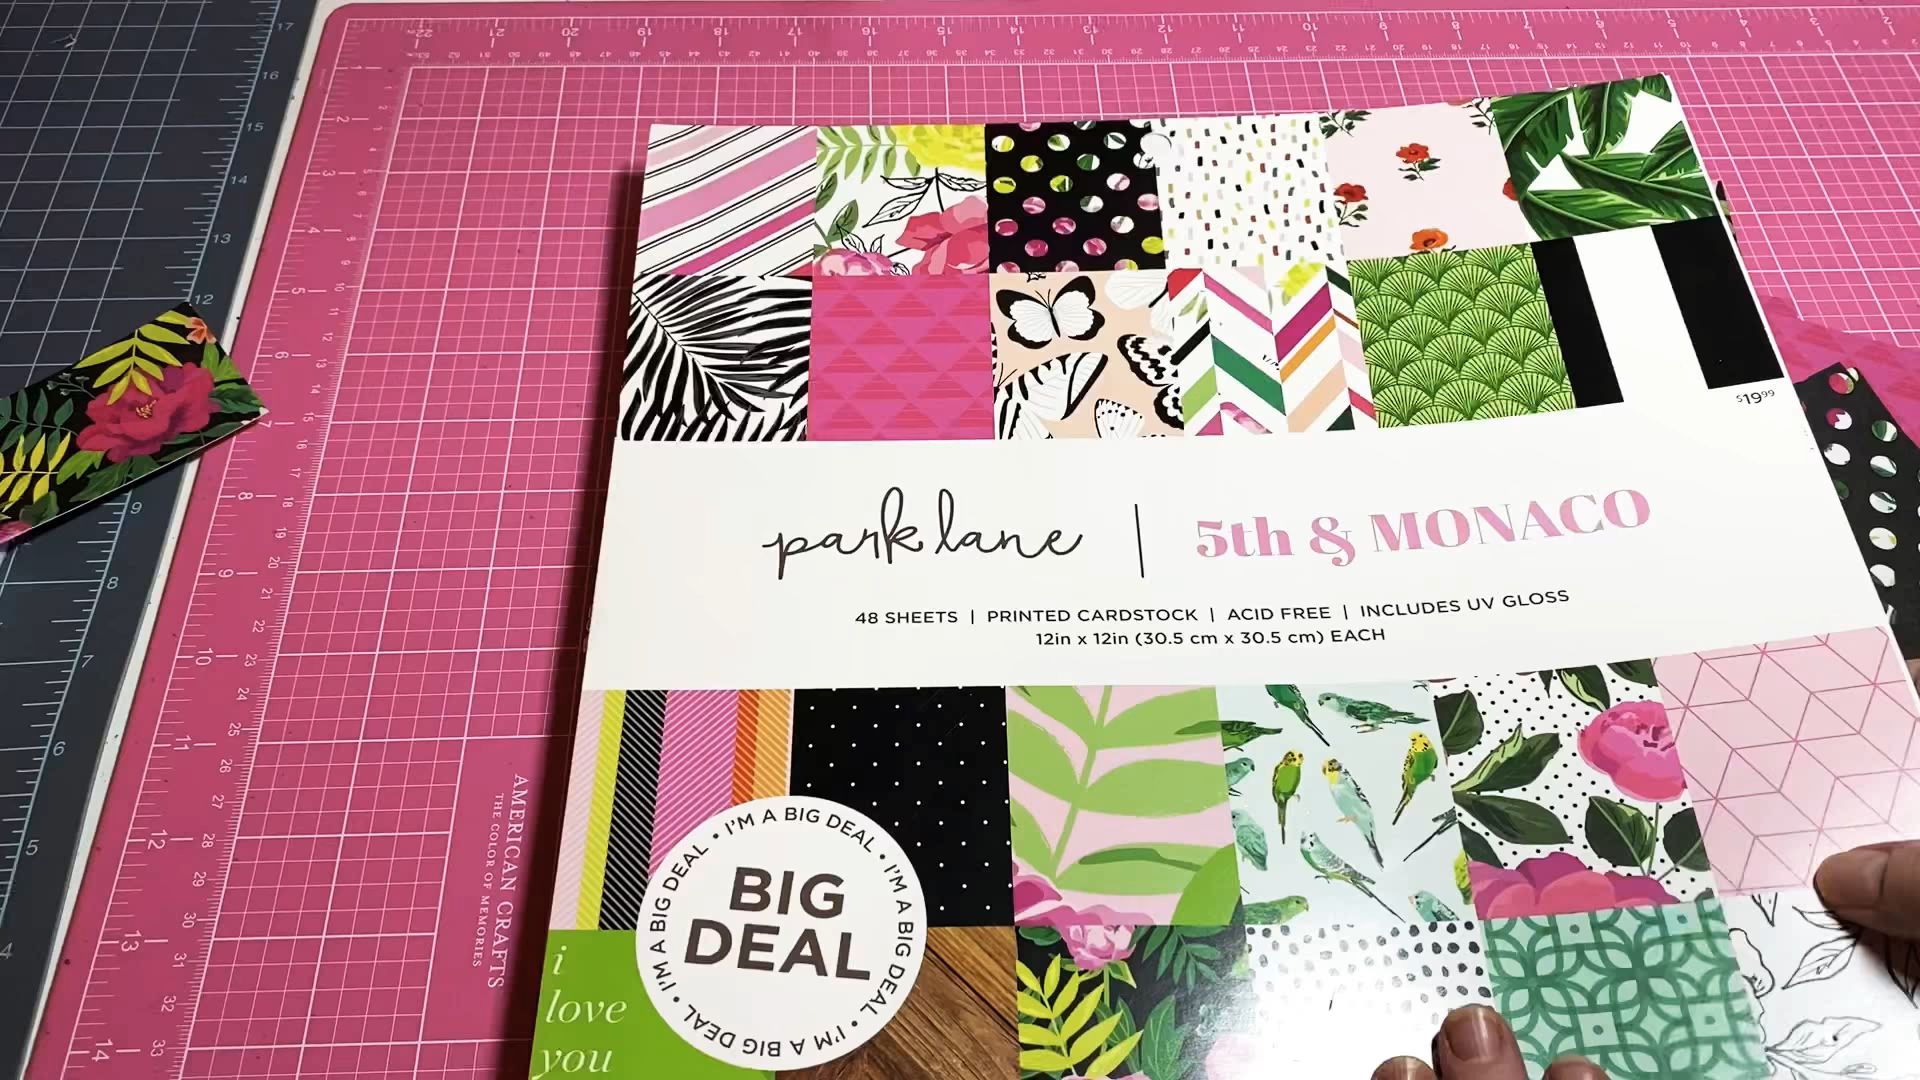 $19.99
park lane | 5th & MONACO
48 SHEETS | PRINTED CARDSTOCK | ACID FREE | INCLUDES UV GLOSS
12in x 12in (30.5 cm x 30.5 cm) EACH
I'M A BIG DEAL • I'M A BIG DEAL • I'M A BIG DEAL • I'M A BIG DEAL •
BIG
DEAL
i
love
you
AMERICAN CRAFTS
THE COLOR OF MEMORIES